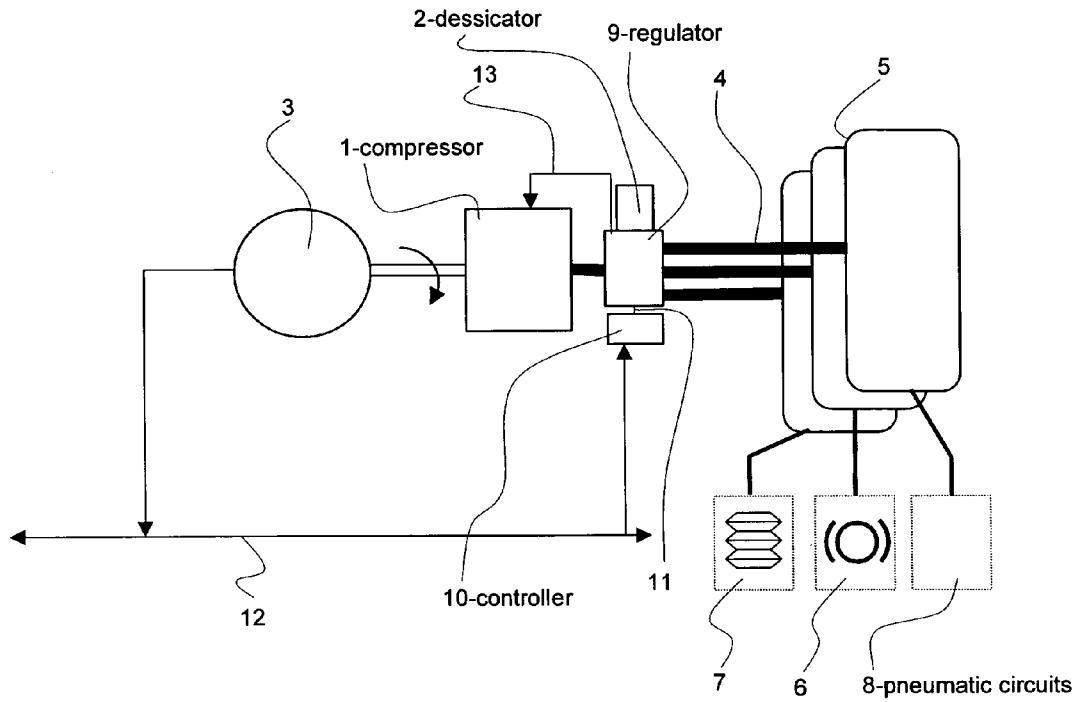 2-dessicator
9-regulator
13
4
5
3
1-compressor
12
10-controller
11
7
6
8-pneumatic circuits